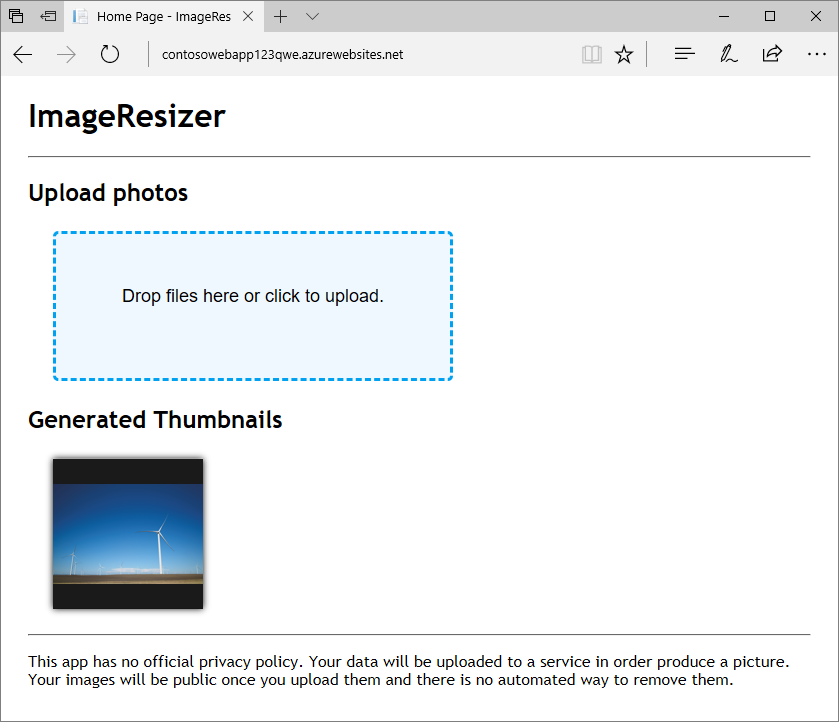 Home Page - ImageRes
contosowebapp123qwe.azurewebsites.net
ImageResizer
Upload photos
Drop files here or click to upload.
Generated Thumbnails
This app has no official privacy policy. Your data will be uploaded to a service in order produce a picture.
Your images will be public once you upload them and there is no automated way to remove them.